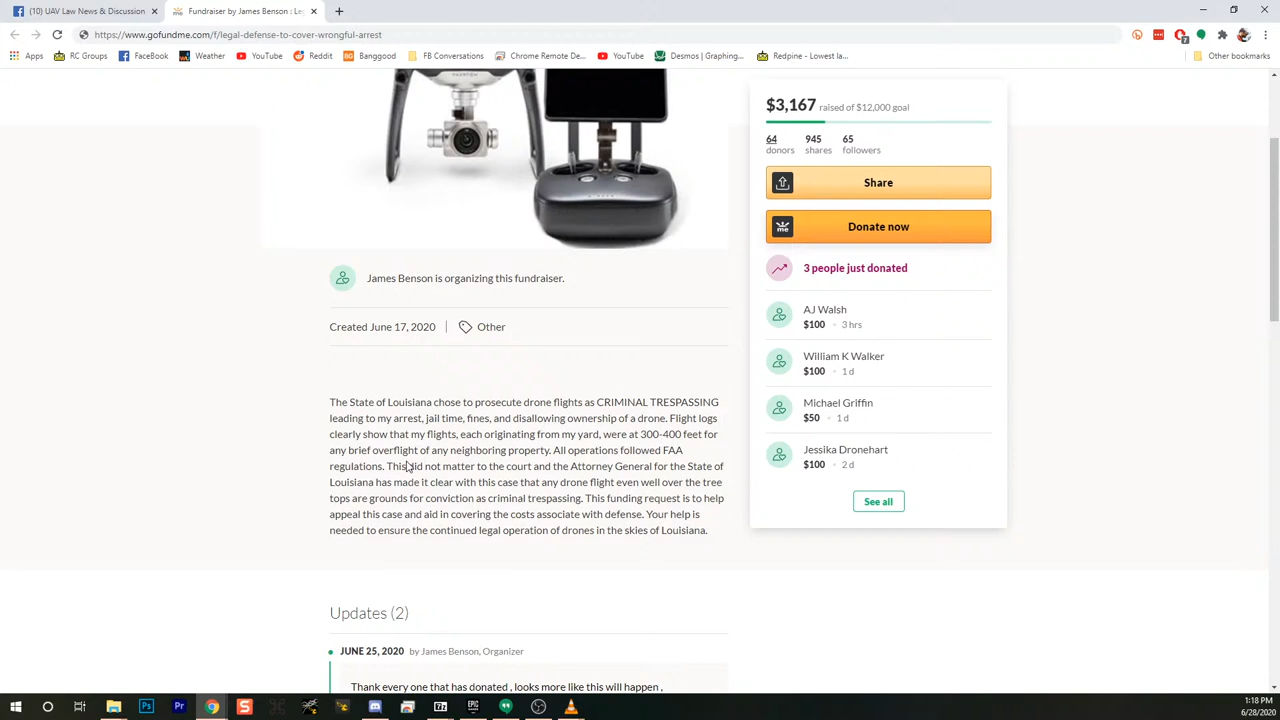 (10) UAV Law News & Discussion
Fundraiser by James Benson : Le
https://www.gofundme.com/f/legal-defense-to-cover-wrongful-arrest
Apps
RC Groups
FaceBook
Weather
YouTube
Reddit
Banggood
FB Conversations
Chrome Remote De...
YouTube
Desmos | Graphing...
Redpine - Lowest la...
Other bookmarks
$3,167 raised of $12,000 goal
64 945 65
donors shares followers
Share
me Donate now
3 people just donated
AJ Walsh
$100 • 3 hrs
William K Walker
$100 • 1 d
Michael Griffin
$50 • 1 d
Jessika Dronehart
$100 • 2 d
See all
James Benson is organizing this fundraiser.
Created June 17, 2020 Other
The State of Louisiana chose to prosecute drone flights as CRIMINAL TRESPASSING
leading to my arrest, jail time, fines, and disallowing ownership of a drone. Flight logs
clearly show that my flights, each originating from my yard, were at 300-400 feet for
any brief overflight of any neighboring property. All operations followed FAA
regulations. This did not matter to the court and the Attorney General for the State of
Louisiana has made it clear with this case that any drone flight even well over the tree
tops are grounds for conviction as criminal trespassing. This funding request is to help
appeal this case and aid in covering the costs associate with defense. Your help is
needed to ensure the continued legal operation of drones in the skies of Louisiana.
Updates (2)
JUNE 25, 2020 by James Benson, Organizer
Thank every one that has donated , looks more like this will happen ,
1:18 PM
6/28/2020